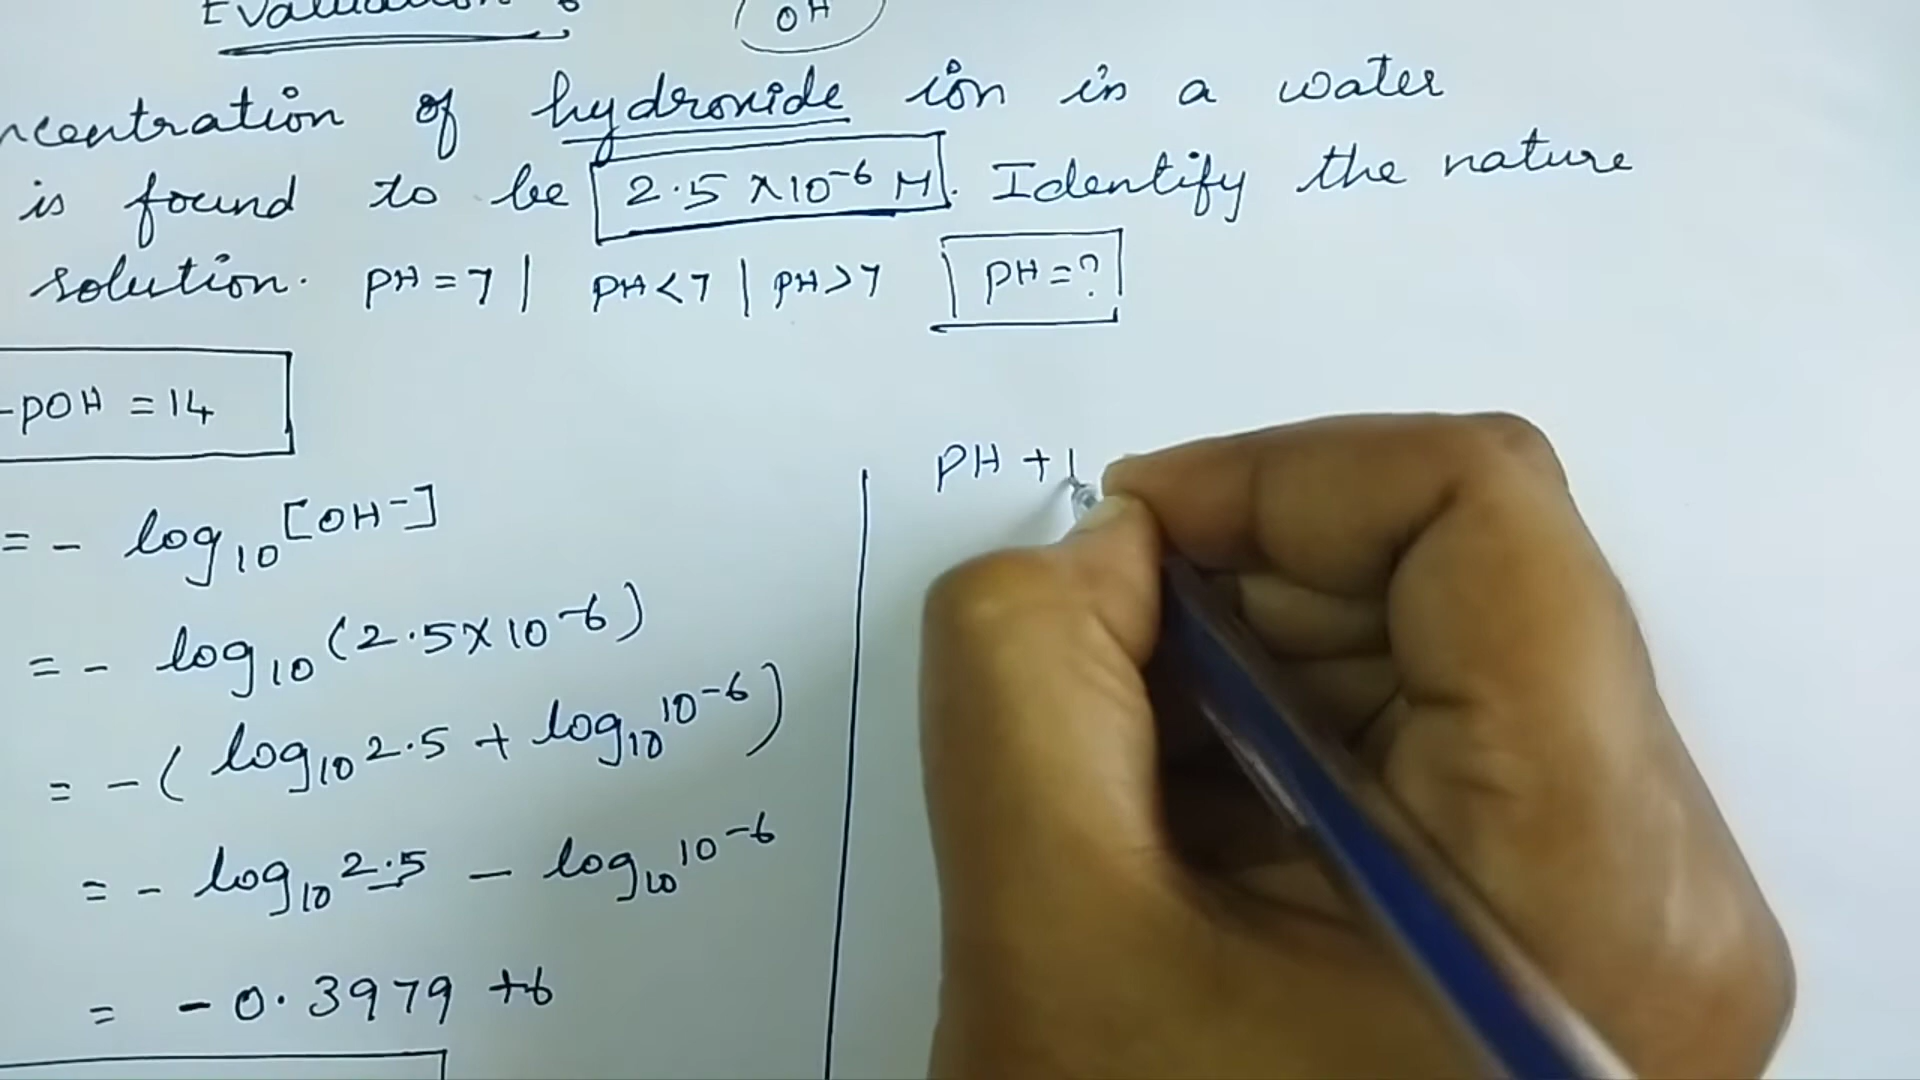 Evaluation
OH
ncentration of hydroxide ion in a water
is found to be 2.5 × 10⁻⁶ M. Identify the nature
solution. PH = 7 | PH < 7 | PH > 7 | PH = ?
-POH = 14
PH +
= - log₁₀[OH⁻]
= - log₁₀(2.5 × 10⁻⁶)
= - ( log₁₀ 2.5 + log₁₀ 10⁻⁶ )
= - log₁₀ 2.5 - log₁₀ 10⁻⁶
= - 0.3979 +6